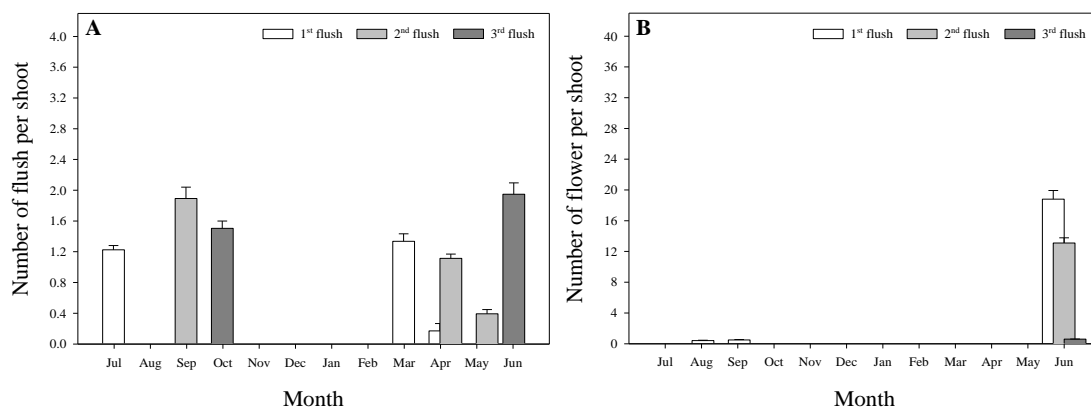 A
1st flush 2nd flush 3rd flush
Number of flush per shoot
4.0
3.6
3.2
2.8
2.4
2.0
1.6
1.2
0.8
0.4
0.0
Jul Aug Sep Oct Nov Dec Jan Feb Mar Apr May Jun
Month
B
1st flush 2nd flush 3rd flush
Number of flower per shoot
40
36
32
28
24
20
16
12
8
4
0
Jul Aug Sep Oct Nov Dec Jan Feb Mar Apr May Jun
Month